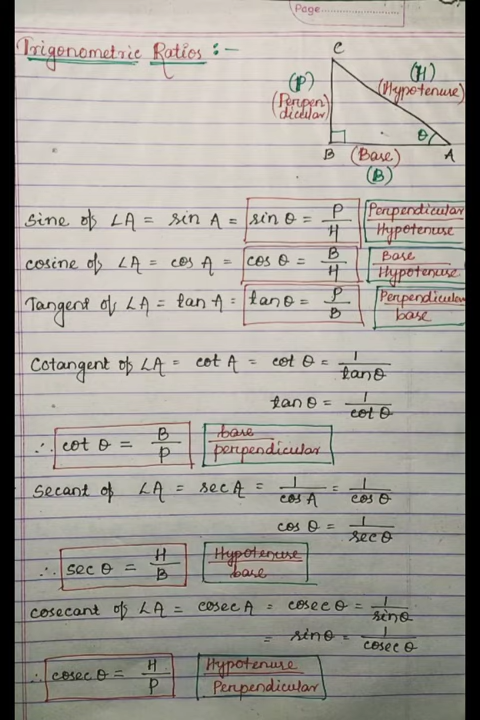 Page
Trigonometric Ratios :-
C
(P) (H)
(Perpendicular) (Hypotenuse)
θ
B (Base) A
(B)
Sine of ∠A = sin A = sin θ = P/H Perpendicular/Hypotenuse
cosine of ∠A = cos A = cos θ = B/H Base/Hypotenuse
Tangent of ∠A = tan A = tan θ = P/B Perpendicular/base
Cotangent of ∠A = cot A = cot θ = 1/tan θ
tan θ = 1/cot θ
∴ cot θ = B/P base/perpendicular
Secant of ∠A = sec A = 1/cos A = 1/cos θ
cos θ = 1/sec θ
∴ sec θ = H/B Hypotenuse/base
cosecant of ∠A = cosec A = cosec θ = 1/sin θ
= sin θ = 1/cosec θ
∴ cosec θ = H/P Hypotenuse/Perpendicular